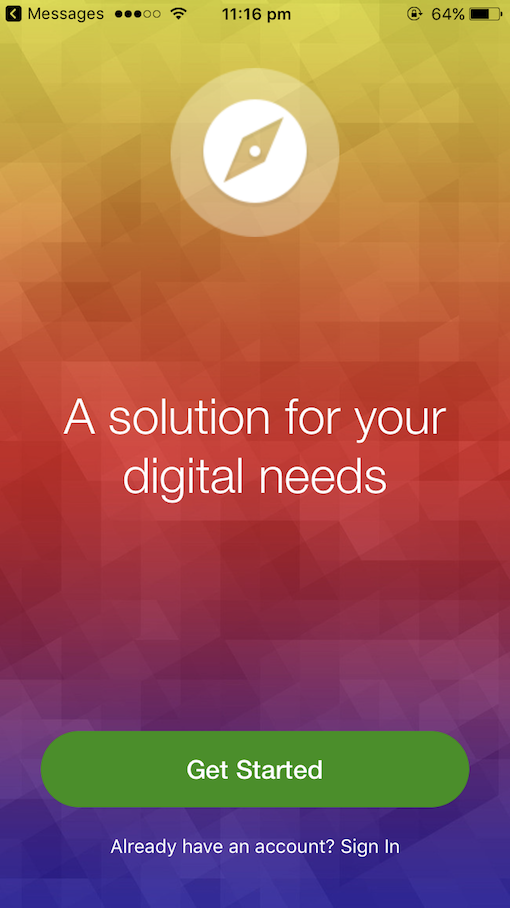 Messages 11:16 pm 64%
A solution for your
digital needs
Get Started
Already have an account? Sign In